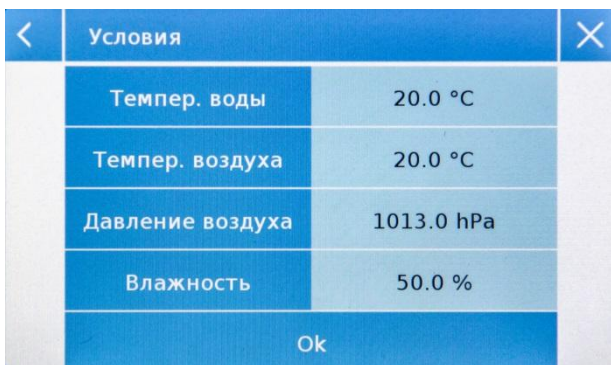 Условия
Темпер. воды 20.0 °C
Темпер. воздуха 20.0 °C
Давление воздуха 1013.0 hPa
Влажность 50.0 %
Ok